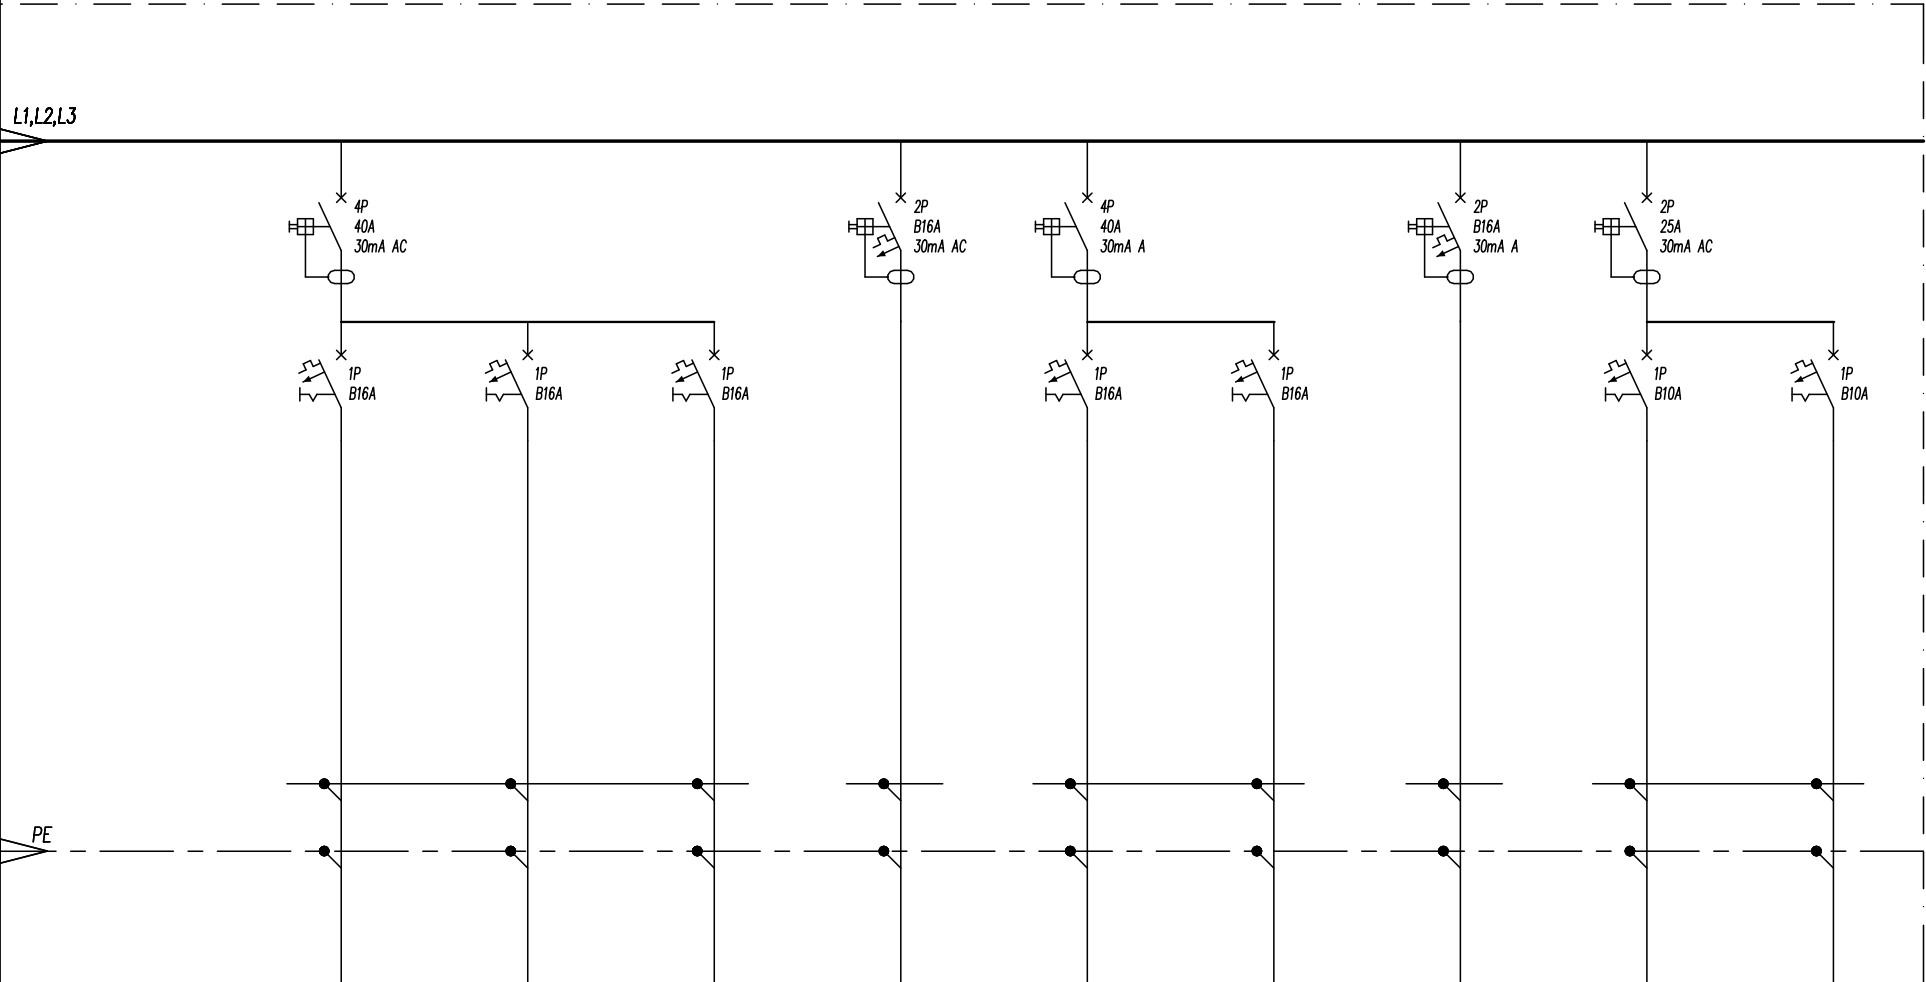 L1,L2,L3
4P
40A
30mA AC
2P
B16A
30mA AC
4P
40A
30mA A
2P
B16A
30mA A
2P
25A
30mA AC
1P
B16A
1P
B16A
1P
B16A
1P
B16A
1P
B16A
1P
B10A
1P
B10A
PE